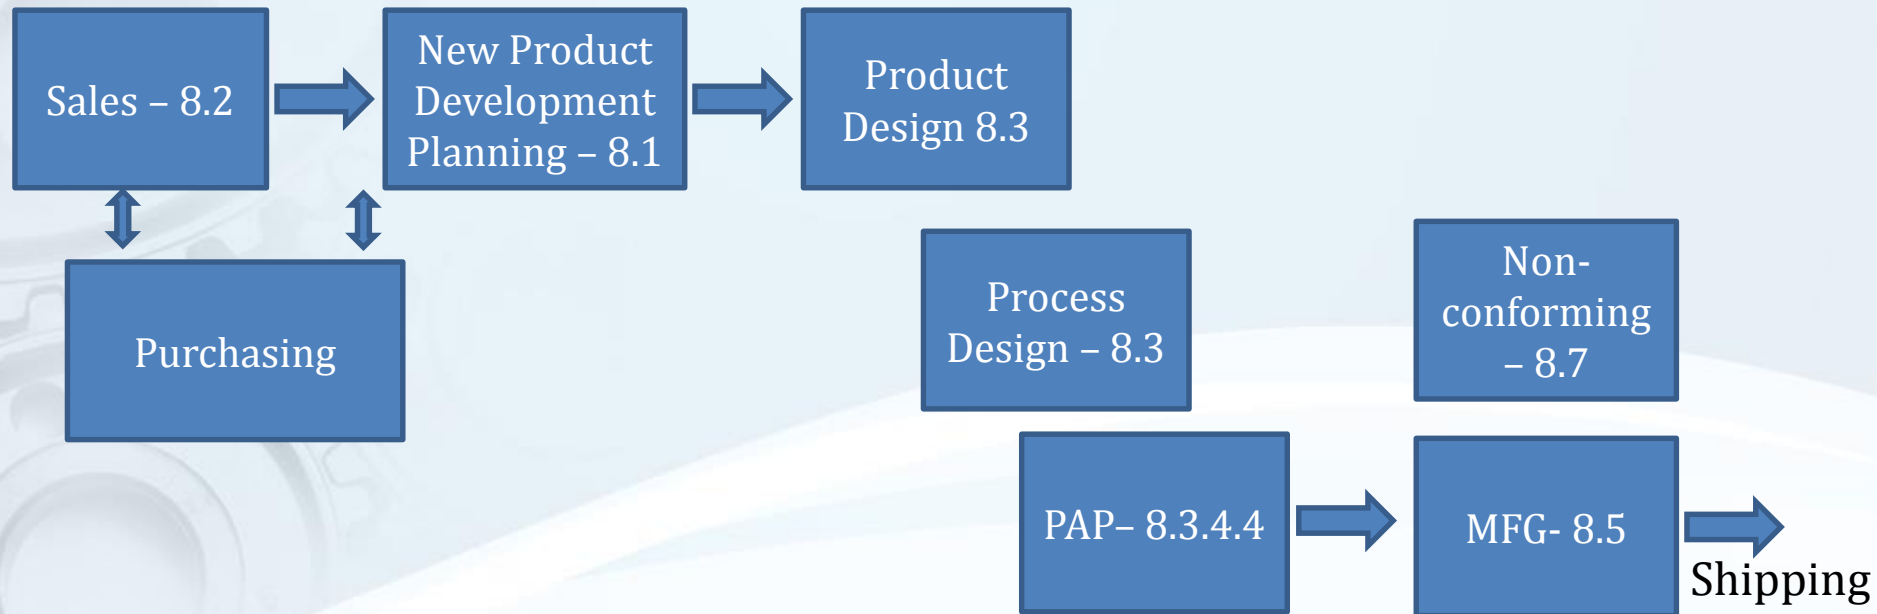 Sales – 8.2
New Product
Development
Planning – 8.1
Product
Design 8.3
Purchasing
Process
Design – 8.3
Non-
conforming
– 8.7
PAP– 8.3.4.4
MFG- 8.5
Shipping